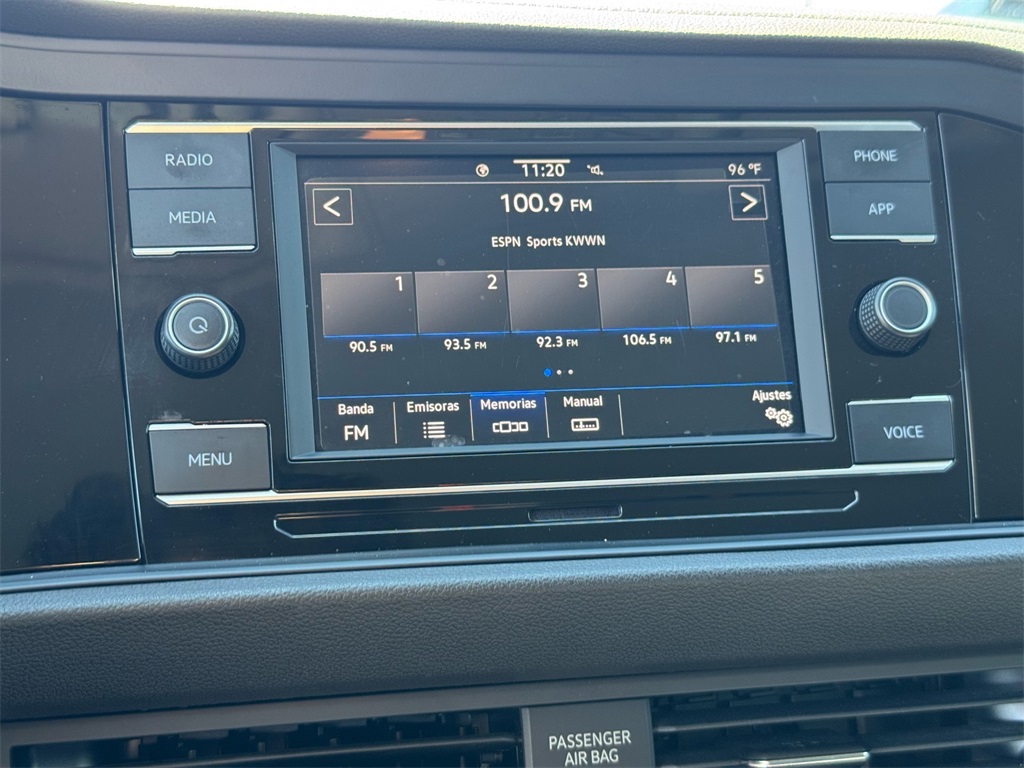 RADIO
MEDIA
MENU
11:20
96 °F
<
100.9 FM
>
ESPN Sports KWWN
1 2 3 4 5
90.5 FM 93.5 FM 92.3 FM 106.5 FM 97.1 FM
Banda Emisoras Memorias Manual Ajustes
FM
PHONE
APP
VOICE
PASSENGER
AIR BAG